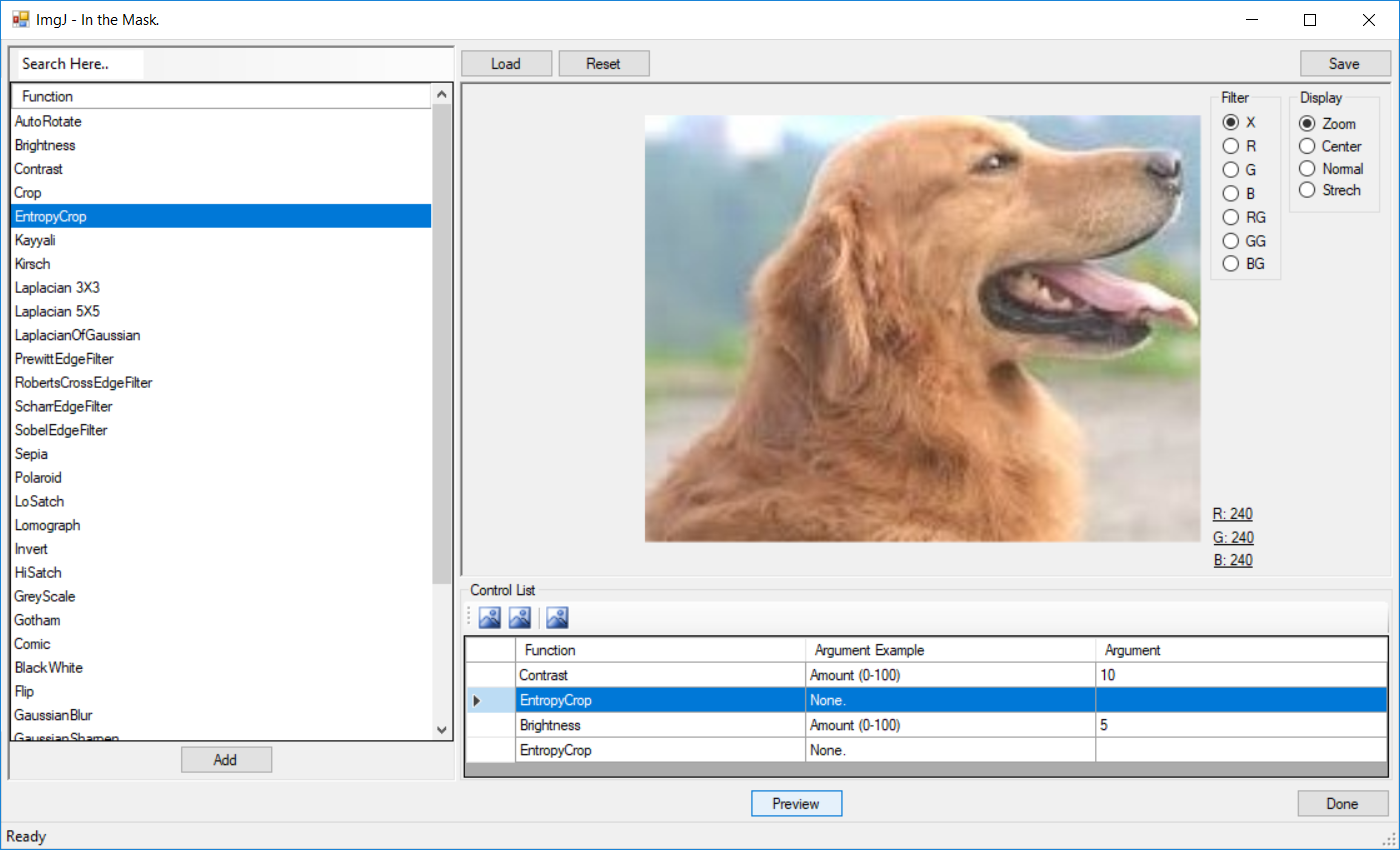 ImgJ - In the Mask.
Search Here..
Load
Reset
Save
Function
AutoRotate
Brightness
Contrast
Crop
EntropyCrop
Kayyali
Kirsch
Laplacian 3X3
Laplacian 5X5
LaplacianOfGaussian
PrewittEdgeFilter
RobertsCrossEdgeFilter
ScharrEdgeFilter
SobelEdgeFilter
Sepia
Polaroid
LoSatch
Lomograph
Invert
HiSatch
GreyScale
Gotham
Comic
BlackWhite
Flip
GaussianBlur
GaussianSharpen
Add
Filter
X
R
G
B
RG
GG
BG
Display
Zoom
Center
Normal
Strech
R: 240
G: 240
B: 240
Control List
Function Argument Example Argument
Contrast Amount (0-100) 10
EntropyCrop None.
Brightness Amount (0-100) 5
EntropyCrop None.
Preview
Done
Ready